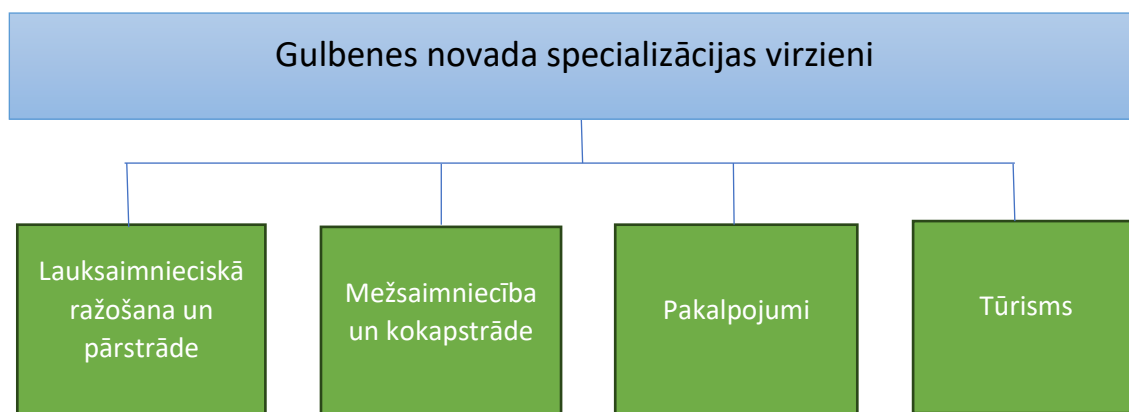 Gulbenes novada specializācijas virzieni
Lauksaimnieciskā
ražošana un
pārstrāde
Mežsaimniecība
un kokapstrāde
Pakalpojumi
Tūrisms